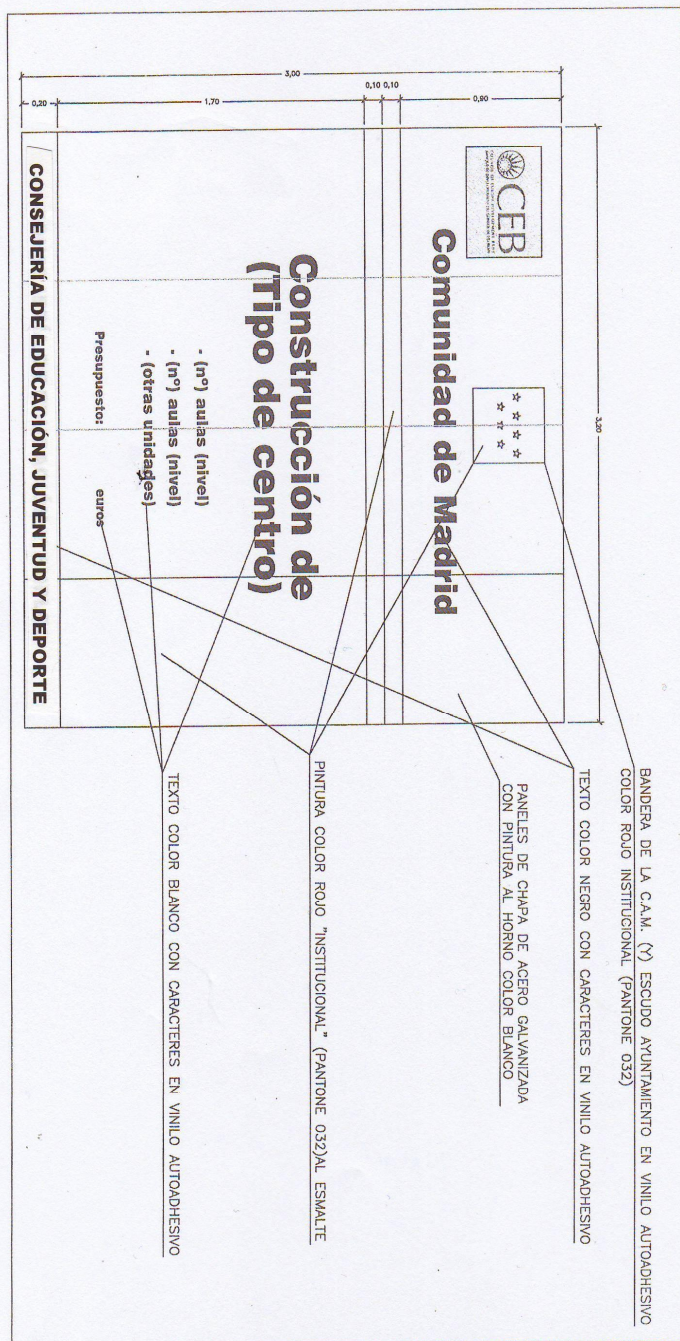 3,20
3,00
0,90
0,10
0,10
1,70
0,20
CEB
Comunidad de Madrid
Construcción de
(Tipo de centro)
- (nº) aulas (nivel)
- (nº) aulas (nivel)
- (otras unidades)
Presupuesto: euros
CONSEJERÍA DE EDUCACIÓN, JUVENTUD Y DEPORTE
BANDERA DE LA C.A.M. (Y) ESCUDO AYUNTAMIENTO EN VINILO AUTOADHESIVO
COLOR ROJO INSTITUCIONAL (PANTONE 032)
TEXTO COLOR NEGRO CON CARACTERES EN VINILO AUTOADHESIVO
PANELES DE CHAPA DE ACERO GALVANIZADA
CON PINTURA AL HORNO COLOR BLANCO
PINTURA COLOR ROJO "INSTITUCIONAL" (PANTONE 032)AL ESMALTE
TEXTO COLOR BLANCO CON CARACTERES EN VINILO AUTOADHESIVO